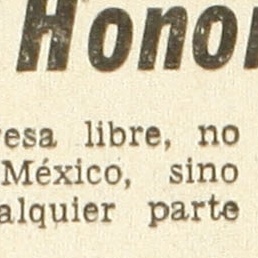 Honor
esa libre, no
México, sino
alquier parte